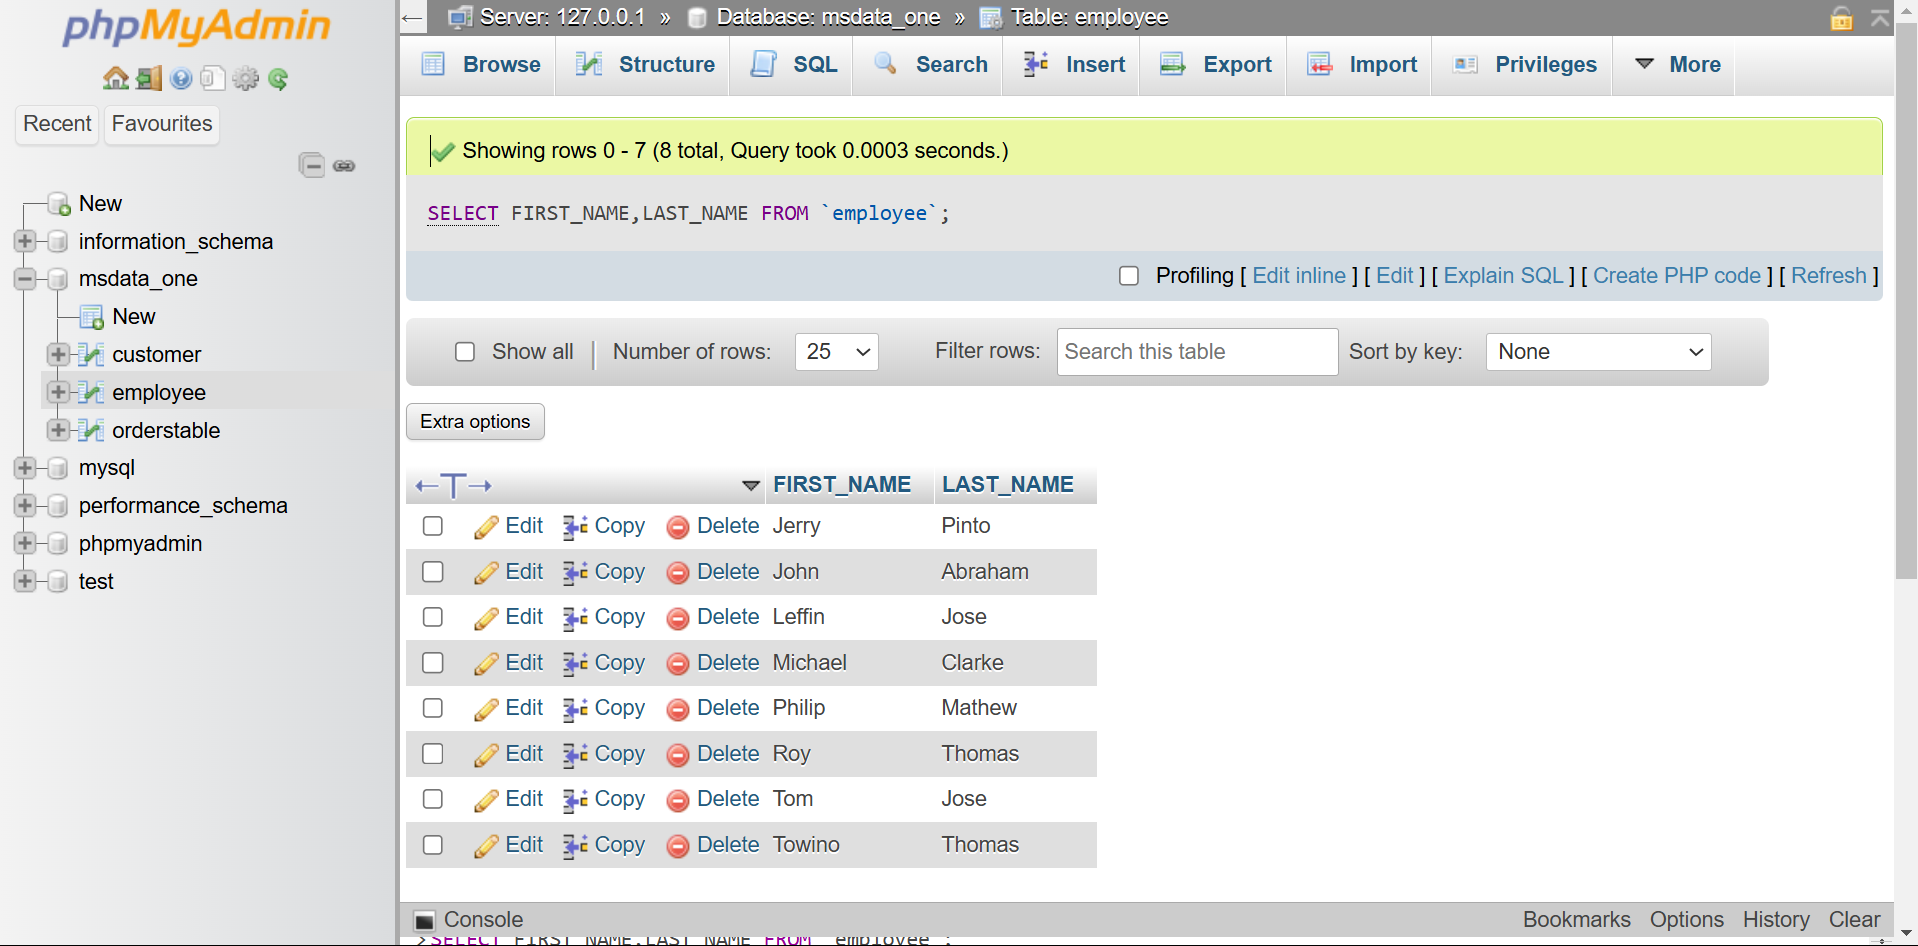 phpMyAdmin
Recent Favourites
New
information_schema
msdata_one
New
customer
employee
orderstable
mysql
performance_schema
phpmyadmin
test
Server: 127.0.0.1 » Database: msdata_one » Table: employee
Browse Structure SQL Search Insert Export Import Privileges More
Showing rows 0 - 7 (8 total, Query took 0.0003 seconds.)
SELECT FIRST_NAME,LAST_NAME FROM `employee`;
Profiling [ Edit inline ] [ Edit ] [ Explain SQL ] [ Create PHP code ] [ Refresh ]
Show all | Number of rows: 25 Filter rows: Search this table Sort by key: None
Extra options
←T→ FIRST_NAME LAST_NAME
Edit Copy Delete Jerry Pinto
Edit Copy Delete John Abraham
Edit Copy Delete Leffin Jose
Edit Copy Delete Michael Clarke
Edit Copy Delete Philip Mathew
Edit Copy Delete Roy Thomas
Edit Copy Delete Tom Jose
Edit Copy Delete Towino Thomas
Console Bookmarks Options History Clear
>SELECT FIRST_NAME,LAST_NAME FROM `employee`;